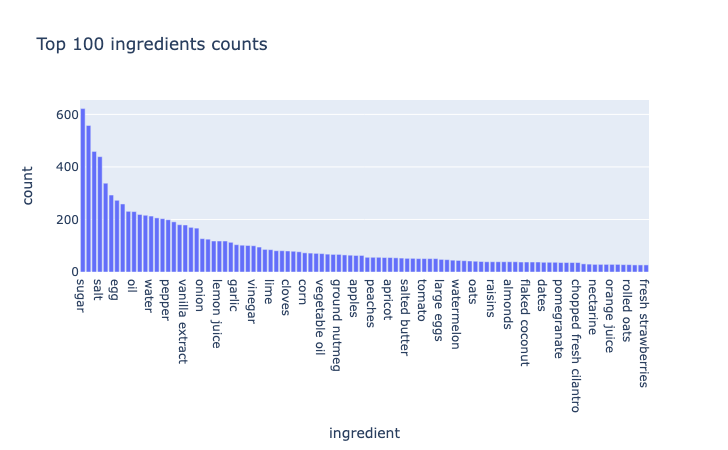 Top 100 ingredients counts
600
400
200
0
count
sugar
salt
egg
oil
water
pepper
vanilla extract
onion
lemon juice
garlic
vinegar
lime
cloves
corn
vegetable oil
ground nutmeg
apples
peaches
apricot
salted butter
tomato
large eggs
watermelon
oats
raisins
almonds
flaked coconut
dates
pomegranate
chopped fresh cilantro
nectarine
orange juice
rolled oats
fresh strawberries
ingredient